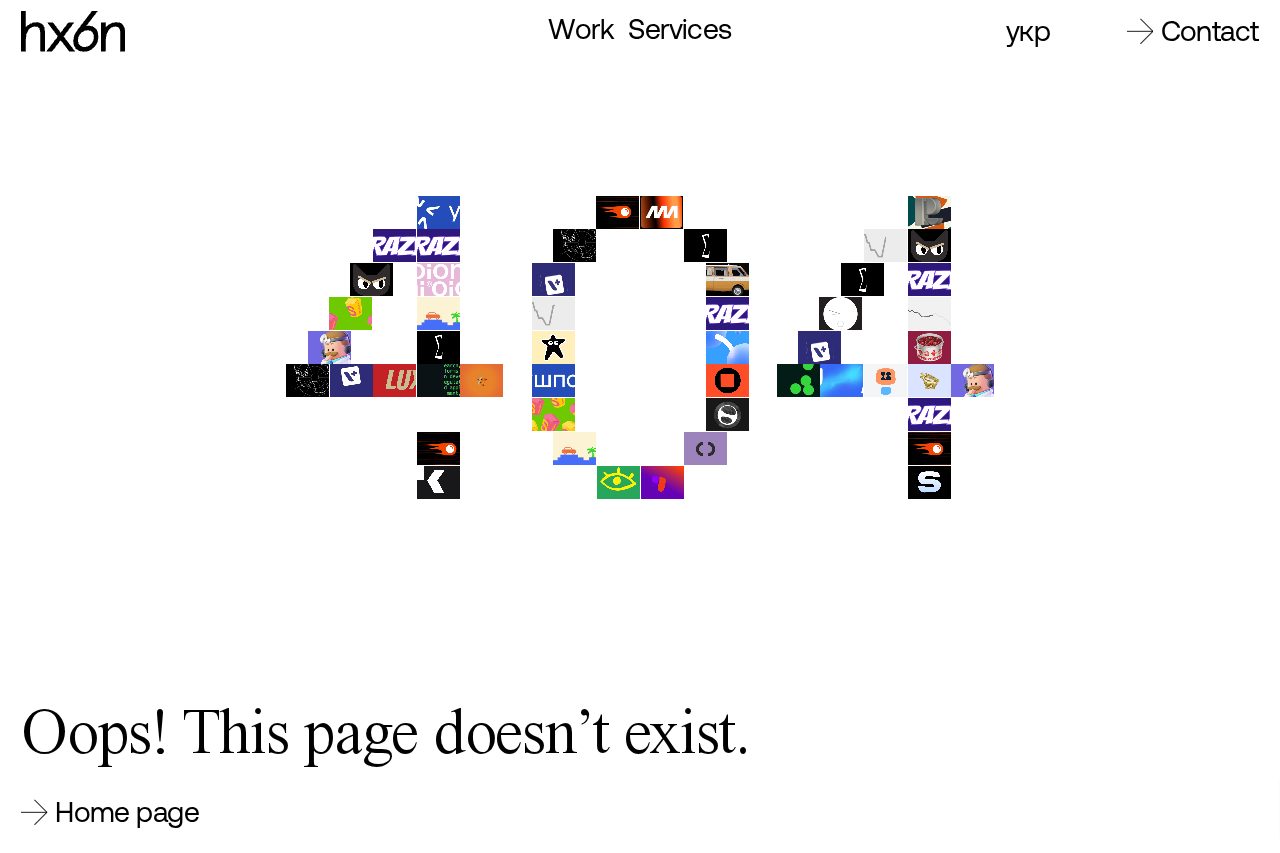 hx6n
Work Services
укр
Contact
Oops! This page doesn’t exist.
Home page